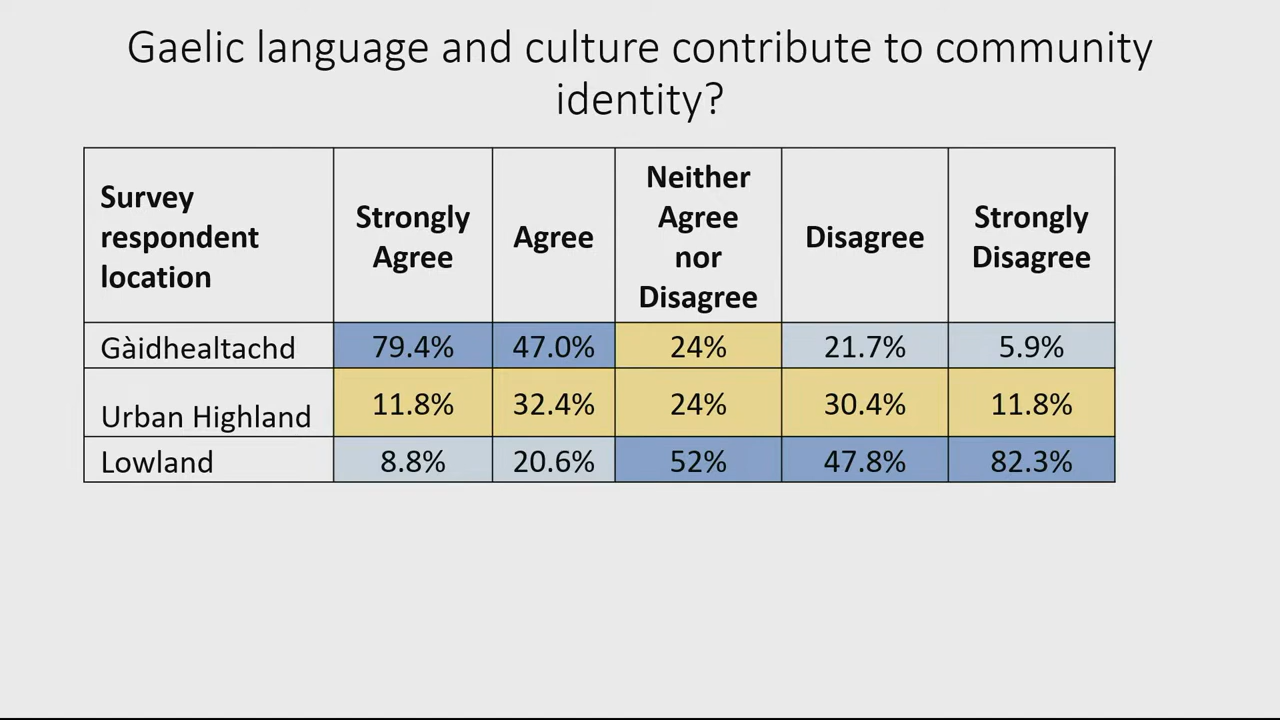 Gaelic language and culture contribute to community
identity?
Survey respondent location | Strongly Agree | Agree | Neither Agree nor Disagree | Disagree | Strongly Disagree
Gàidhealtachd | 79.4% | 47.0% | 24% | 21.7% | 5.9%
Urban Highland | 11.8% | 32.4% | 24% | 30.4% | 11.8%
Lowland | 8.8% | 20.6% | 52% | 47.8% | 82.3%